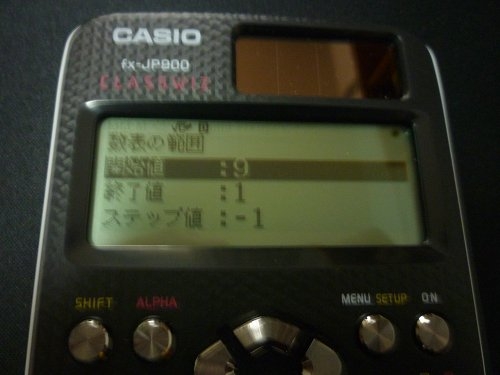 CASIO
fx-JP900
CLASSWIZ
数表の範囲
開始値 :9
終了値 :1
ステップ値 :-1
SHIFT ALPHA MENU SETUP ON